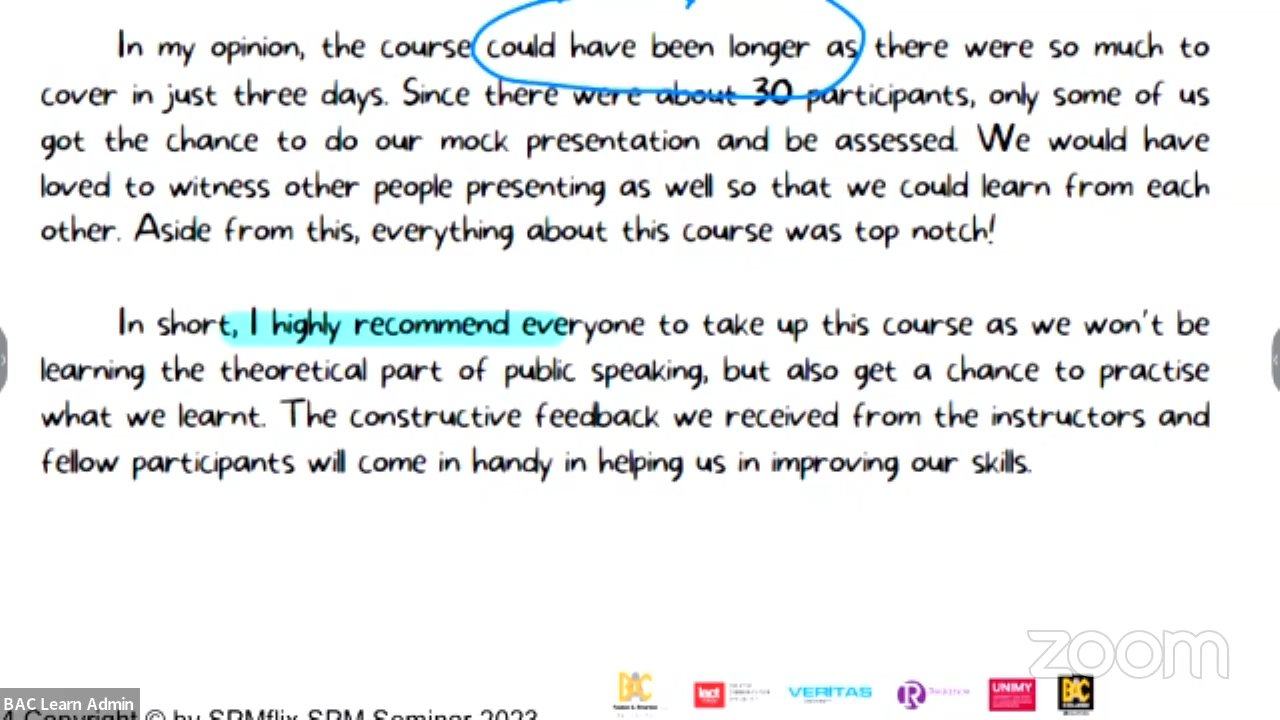 In my opinion, the course could have been longer as there were so much to
cover in just three days. Since there were about 30 participants, only some of us
got the chance to do our mock presentation and be assessed. We would have
loved to witness other people presenting as well so that we could learn from each
other. Aside from this, everything about this course was top notch!
In short, I highly recommend everyone to take up this course as we won't be
learning the theoretical part of public speaking, but also get a chance to practise
what we learnt. The constructive feedback we received from the instructors and
fellow participants will come in handy in helping us in improving our skills.
zoom
BAC
iact
VERITAS
R
UNIMY
BAC
BAC Learn Admin
Copyright © by SPMflix SPM Seminar 2023